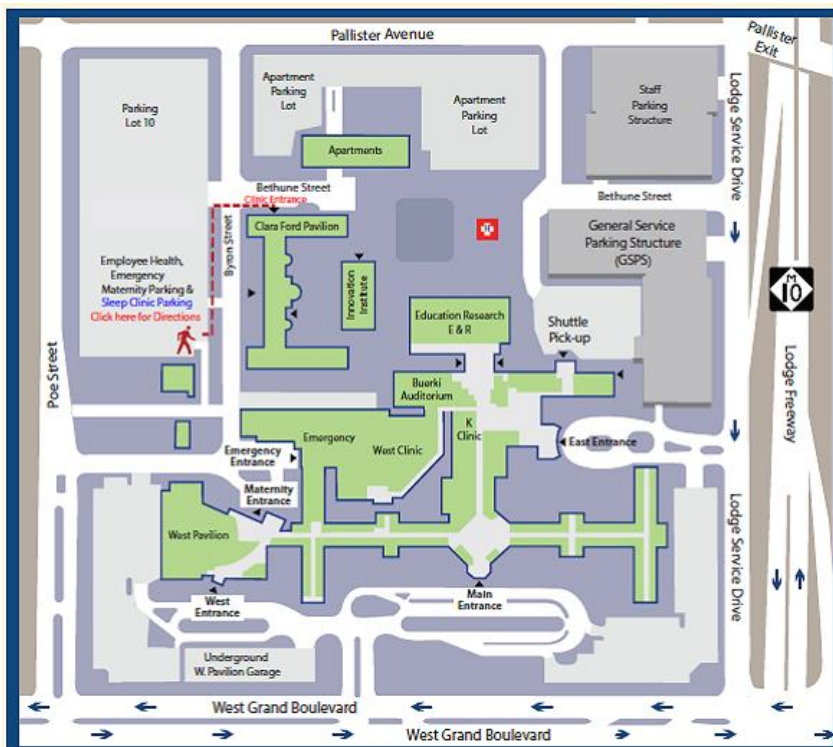 Pallister Avenue
Pallister
Exit
Apartment
Parking
Lot
Parking
Lot 10
Apartment
Parking
Lot
Staff
Parking
Structure
Lodge Service Drive
Apartments
Bethune Street
Clinic Entrance
Bethune Street
Clara Ford Pavilion
H
General Service
Parking Structure
(GSPS)
Byron Street
Employee Health,
Emergency
Maternity Parking &
Sleep Clinic Parking
Click here for Directions
Innovation
Institute
M
10
Education Research
E & R
Shuttle
Pick-up
Poe Street
Lodge Freeway
Buerki
Auditorium
K
Clinic
Emergency
West Clinic
East Entrance
Emergency
Entrance
Maternity
Entrance
Lodge Service Drive
West Pavilion
West
Entrance
Main
Entrance
Underground
W. Pavilion Garage
West Grand Boulevard
West Grand Boulevard